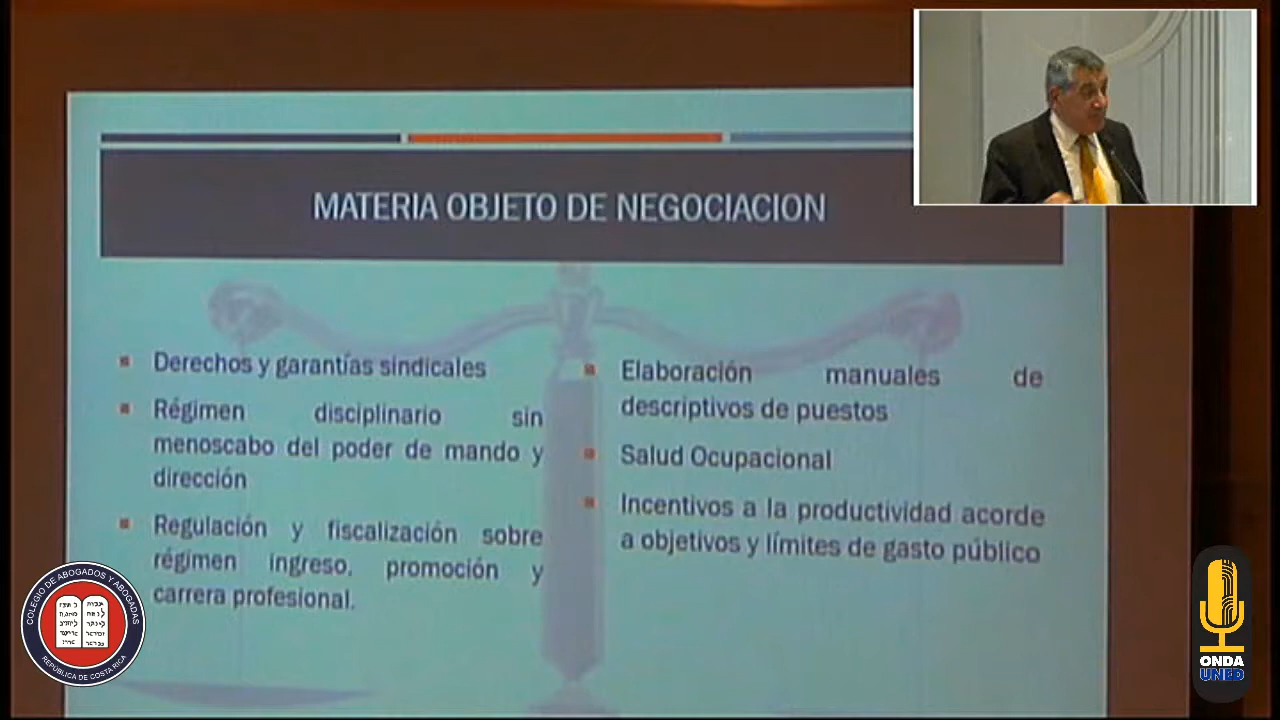 MATERIA OBJETO DE NEGOCIACION
Derechos y garantías sindicales
Régimen disciplinario sin
menoscabo del poder de mando y
dirección
Regulación y fiscalización sobre
régimen ingreso, promoción y
carrera profesional.
Elaboración manuales de
descriptivos de puestos
Salud Ocupacional
Incentivos a la productividad acorde
a objetivos y límites de gasto público
COLEGIO DE ABOGADOS Y ABOGADAS
REPÚBLICA DE COSTA RICA
ONDA
UNED